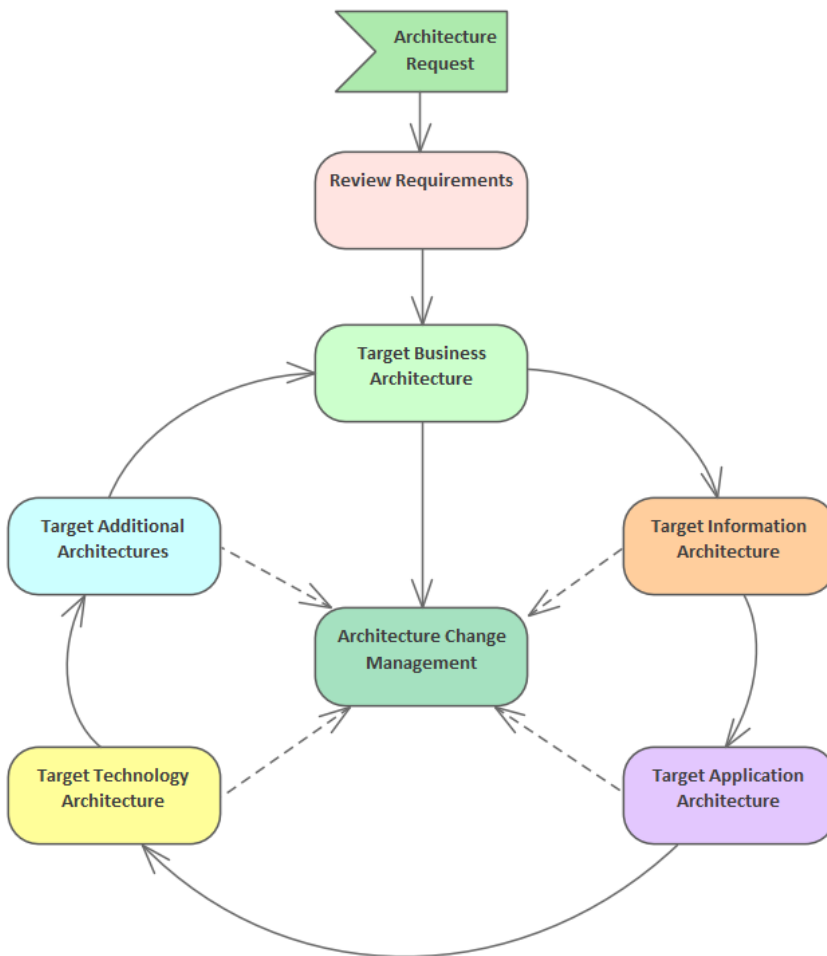 Architecture
Request
Review Requirements
Target Business
Architecture
Target Additional
Architectures
Target Information
Architecture
Architecture Change
Management
Target Technology
Architecture
Target Application
Architecture